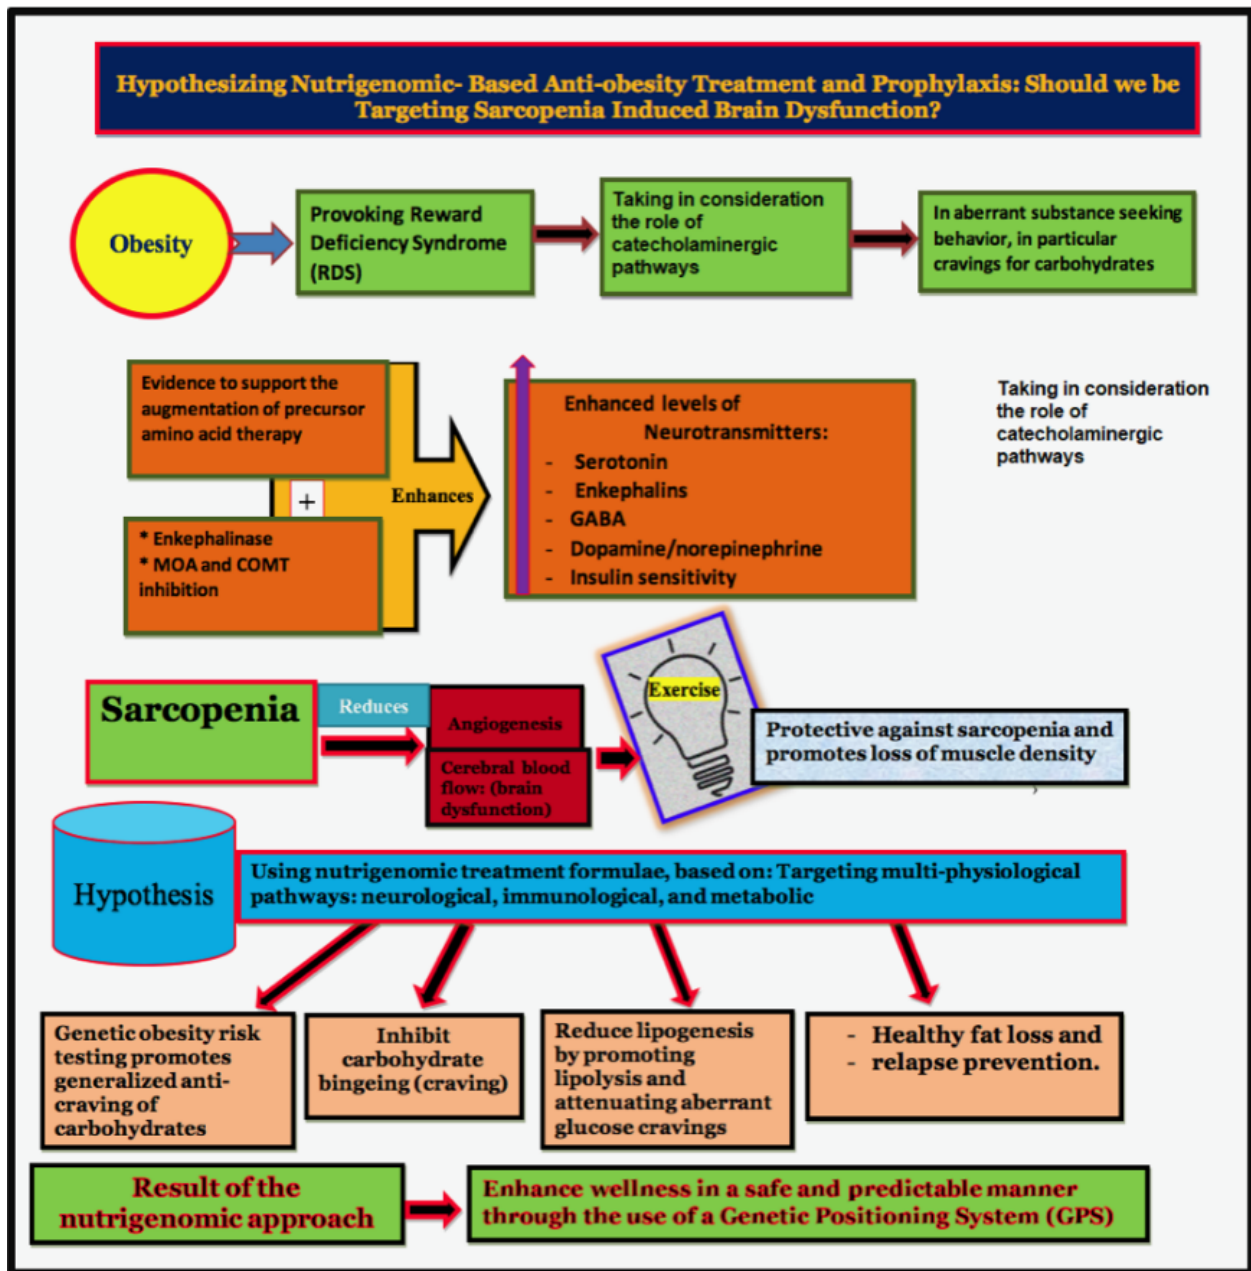 Hypothesizing Nutrigenomic- Based Anti-obesity Treatment and Prophylaxis: Should we be
Targeting Sarcopenia Induced Brain Dysfunction?
Obesity
Provoking Reward
Deficiency Syndrome
(RDS)
Taking in consideration
the role of
catecholaminergic
pathways
In aberrant substance seeking
behavior, in particular
cravings for carbohydrates
Evidence to support the
augmentation of precursor
amino acid therapy
+
* Enkephalinase
* MOA and COMT
inhibition
Enhances
Enhanced levels of
Neurotransmitters:
- Serotonin
- Enkephalins
- GABA
- Dopamine/norepinephrine
- Insulin sensitivity
Taking in consideration
the role of
catecholaminergic
pathways
Sarcopenia
Reduces
Angiogenesis
Cerebral blood
flow: (brain
dysfunction)
Exercise
Protective against sarcopenia and
promotes loss of muscle density
,
Hypothesis
Using nutrigenomic treatment formulae, based on: Targeting multi-physiological
pathways: neurological, immunological, and metabolic
Genetic obesity risk
testing promotes
generalized anti-
craving of
carbohydrates
Inhibit
carbohydrate
bingeing (craving)
Reduce lipogenesis
by promoting
lipolysis and
attenuating aberrant
glucose cravings
- Healthy fat loss and
- relapse prevention.
Result of the
nutrigenomic approach
Enhance wellness in a safe and predictable manner
through the use of a Genetic Positioning System (GPS)